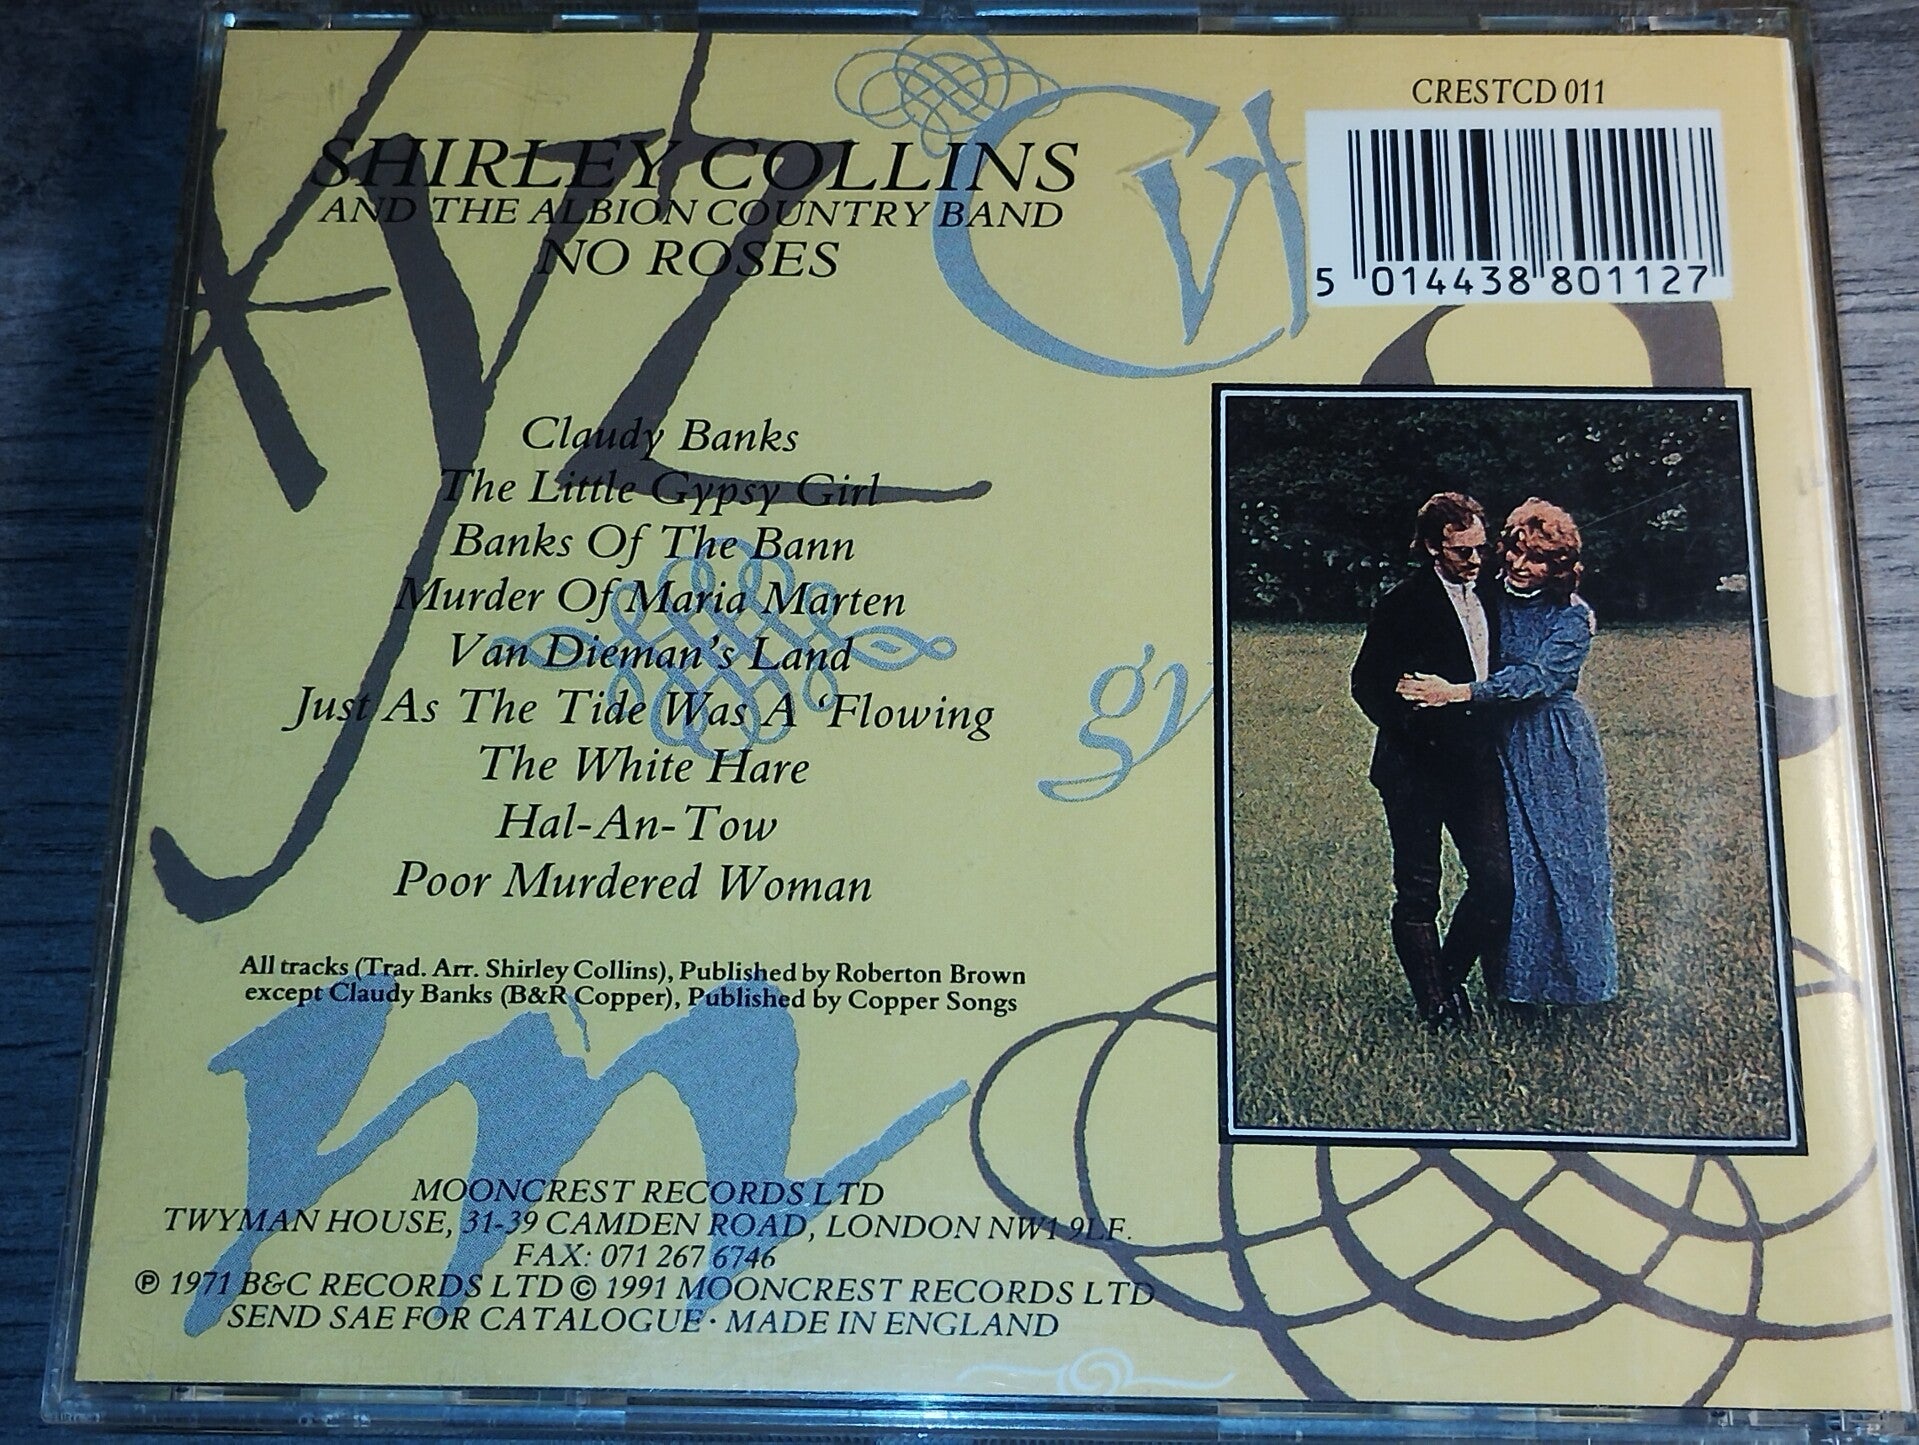 CRESTCD 011
5 014438 801127
SHIRLEY COLLINS
AND THE ALBION COUNTRY BAND
NO ROSES
Claudy Banks
The Little Gypsy Girl
Banks Of The Bann
Murder Of Maria Marten
Van Dieman's Land
Just As The Tide Was A 'Flowing
The White Hare
Hal-An-Tow
Poor Murdered Woman
gy
All tracks (Trad. Arr. Shirley Collins), Published by Roberton Brown
except Claudy Banks (B&R Copper), Published by Copper Songs
MOONCREST RECORDS LTD
TWYMAN HOUSE, 31-39 CAMDEN ROAD, LONDON NW1 9LF.
FAX: 071 267 6746
℗ 1971 B&C RECORDS LTD © 1991 MOONCREST RECORDS LTD
SEND SAE FOR CATALOGUE · MADE IN ENGLAND